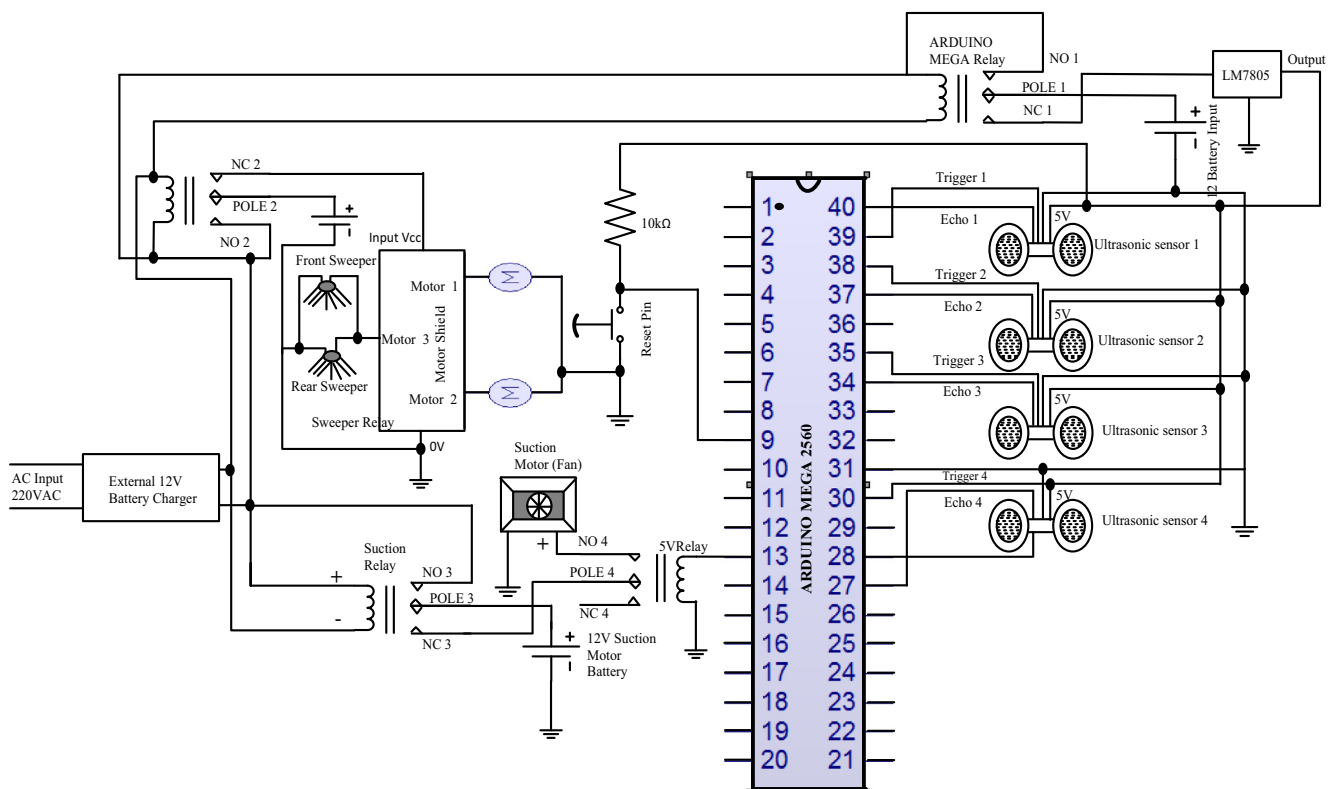 ARDUINO
MEGA Relay
NO 1
POLE 1
NC 1
LM7805
Output
+
-
12 Battery Input
NC 2
POLE 2
NO 2
+
-
Input Vcc
Front Sweeper
Rear Sweeper
Motor 1
Motor 3
Motor Shield
Motor 2
Sweeper Relay
0V
M
M
10kΩ
Reset Pin
Trigger 1
Echo 1
5V
Ultrasonic sensor 1
Trigger 2
Echo 2
5V
Ultrasonic sensor 2
Trigger 3
Echo 3
5V
Ultrasonic sensor 3
Trigger 4
Echo 4
5V
Ultrasonic sensor 4
ARDUINO MEGA 2560
1 40
2 39
3 38
4 37
5 36
6 35
7 34
8 33
9 32
10 31
11 30
12 29
13 28
14 27
15 26
16 25
17 24
18 23
19 22
20 21
AC Input
220VAC
External 12V
Battery Charger
Suction
Motor (Fan)
+
NO 4
POLE 4
NC 4
5VRelay
Suction
Relay
+
-
NO 3
POLE 3
NC 3
+
-
12V Suction
Motor
Battery